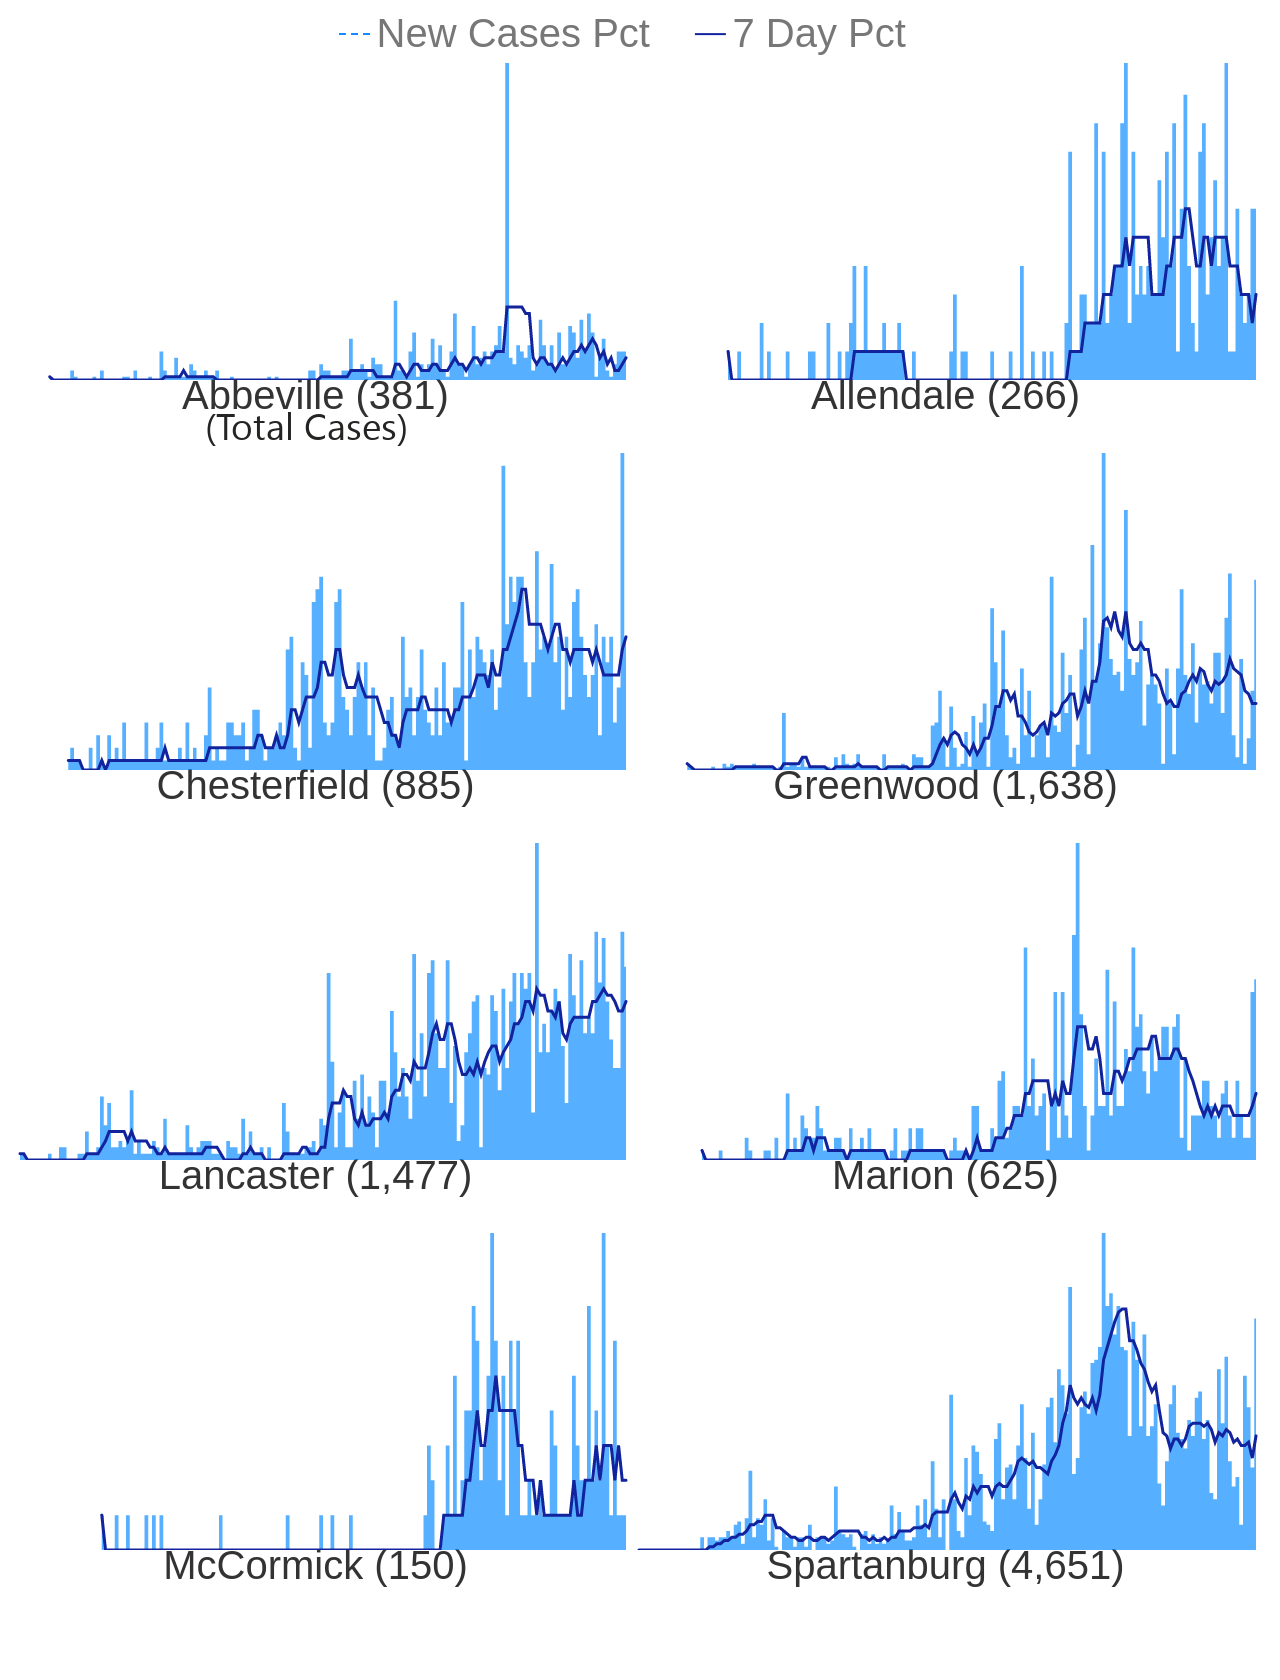 New Cases Pct 7 Day Pct
Abbeville (381)
(Total Cases)
Allendale (266)
Chesterfield (885)
Greenwood (1,638)
Lancaster (1,477)
Marion (625)
McCormick (150)
Spartanburg (4,651)